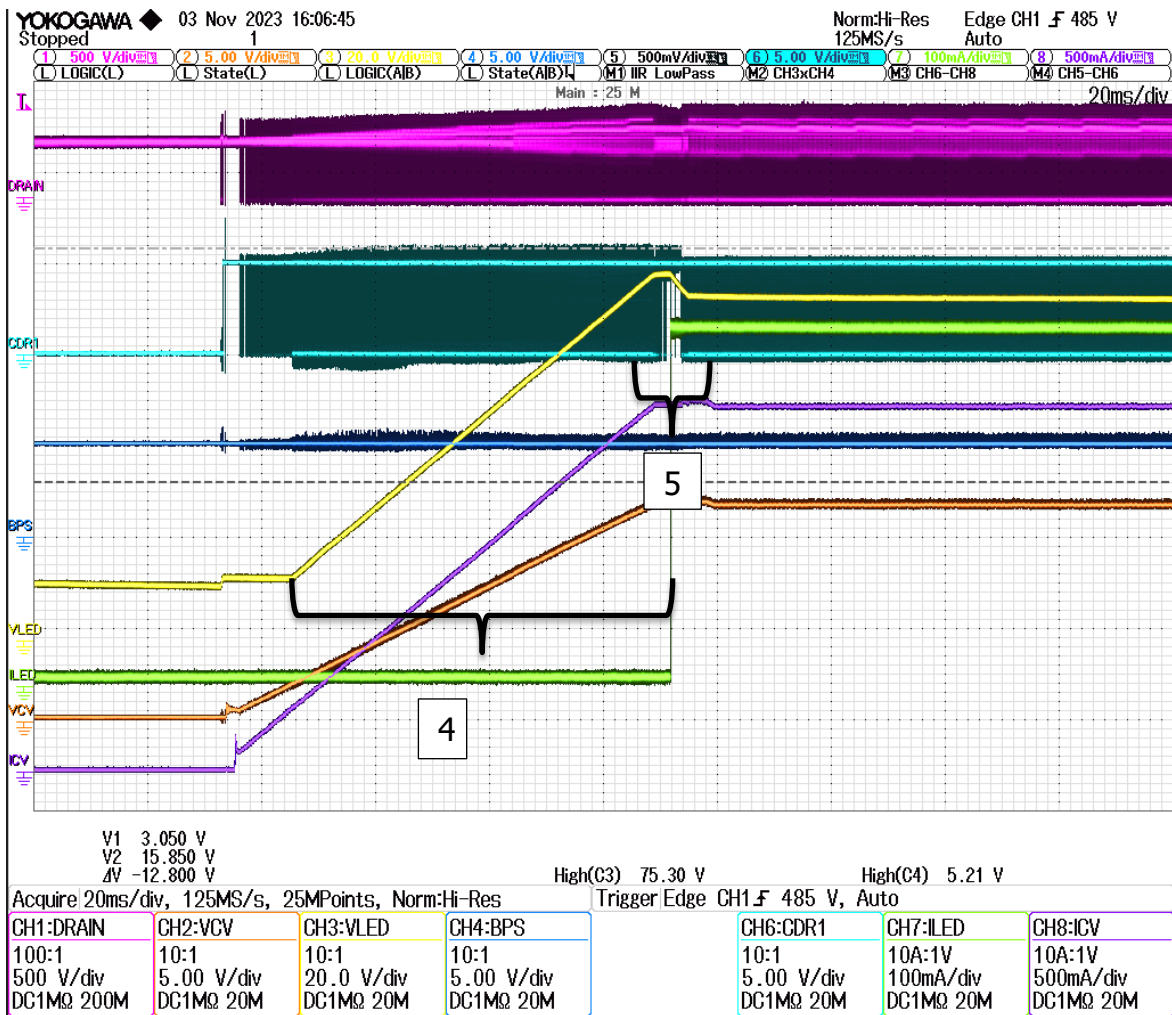 YOKOGAWA ◆ 03 Nov 2023 16:06:45 Norm:Hi-Res Edge CH1 ⨍ 485 V
Stopped 1 125MS/s Auto
1 500 V/div 2 5.00 V/div 3 20.0 V/div 4 5.00 V/div 5 500mV/div 6 5.00 V/div 7 100mA/div 8 500mA/div
L LOGIC(L) L State(L) L LOGIC(A|B) L State(A|B) M1 IIR LowPass M2 CH3xCH4 M3 CH6-CH8 M4 CH5-CH6
Main : 25 M
20ms/div
DRAIN
CDR1
5
BPS
VLED
ILED
VCV
4
ICV
V1 3.050 V
V2 15.850 V
ΔV -12.800 V High(C3) 75.30 V High(C4) 5.21 V
Acquire 20ms/div, 125MS/s, 25MPoints, Norm:Hi-Res Trigger Edge CH1 ⨍ 485 V, Auto
CH1:DRAIN CH2:VCV CH3:VLED CH4:BPS CH6:CDR1 CH7:ILED CH8:ICV
100:1 10:1 10:1 10:1 10:1 10A:1V 10A:1V
500 V/div 5.00 V/div 20.0 V/div 5.00 V/div 5.00 V/div 100mA/div 500mA/div
DC1MΩ 200M DC1MΩ 20M DC1MΩ 20M DC1MΩ 20M DC1MΩ 20M DC1MΩ 20M DC1MΩ 20M